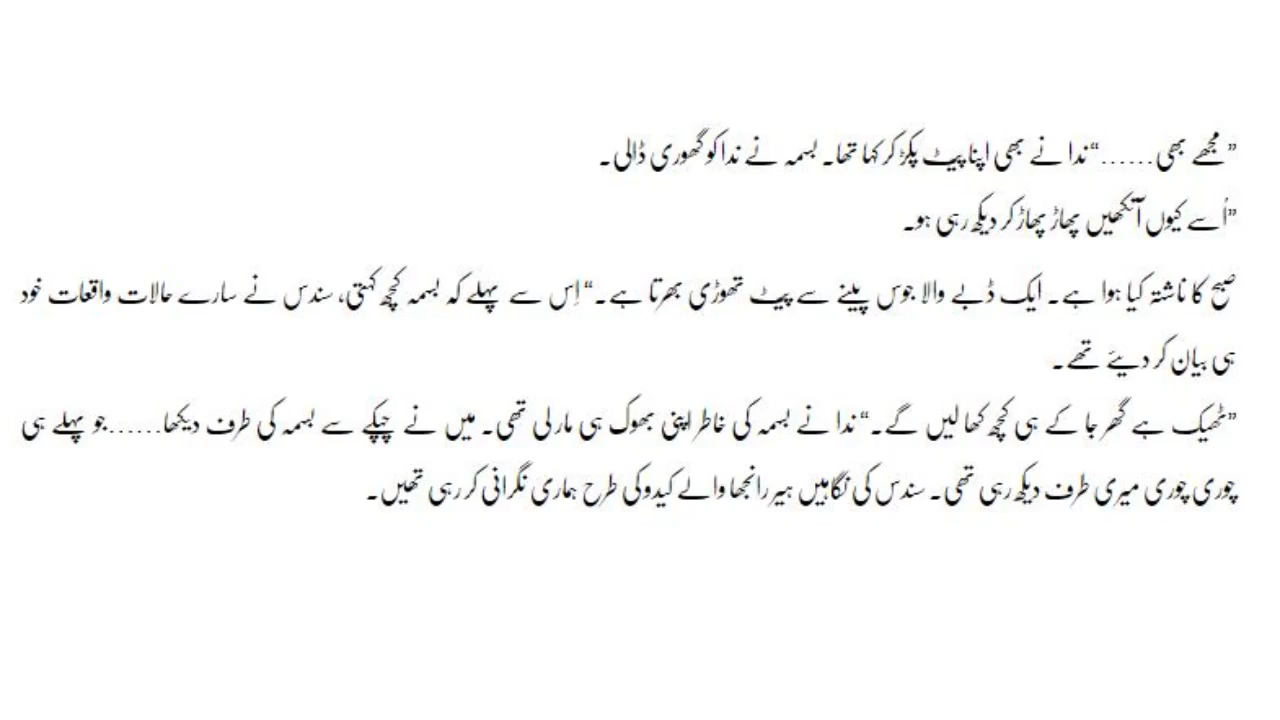 ”مجھے بھی……“ ندا نے بھی اپنا پیٹ پکڑ کر کہا تھا۔ بسمہ نے ندا کو گھوری ڈالی۔
”اُسے کیوں آنکھیں پھاڑ پھاڑ کر دیکھ رہی ہو۔
صبح کا ناشتہ کیا ہوا ہے۔ ایک ڈبے والا جوس پینے سے پیٹ تھوڑی بھرتا ہے۔“ اِس سے پہلے کہ بسمہ کچھ کہتی، سندس نے سارے حالات واقعات خود
ہی بیان کر دیئے تھے۔
”ٹھیک ہے گھر جا کے ہی کچھ کھا لیں گے۔“ ندا نے بسمہ کی خاطر اپنی بھوک ہی مار لی تھی۔ میں نے چپکے سے بسمہ کی طرف دیکھا……جو پہلے ہی
چوری چوری میری طرف دیکھ رہی تھی۔ سندس کی نگاہیں ہیر رانجھا والے کیدو کی طرح ہماری نگرانی کر رہی تھیں۔